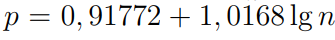 p = 0,91772 + 1,0168 lg n